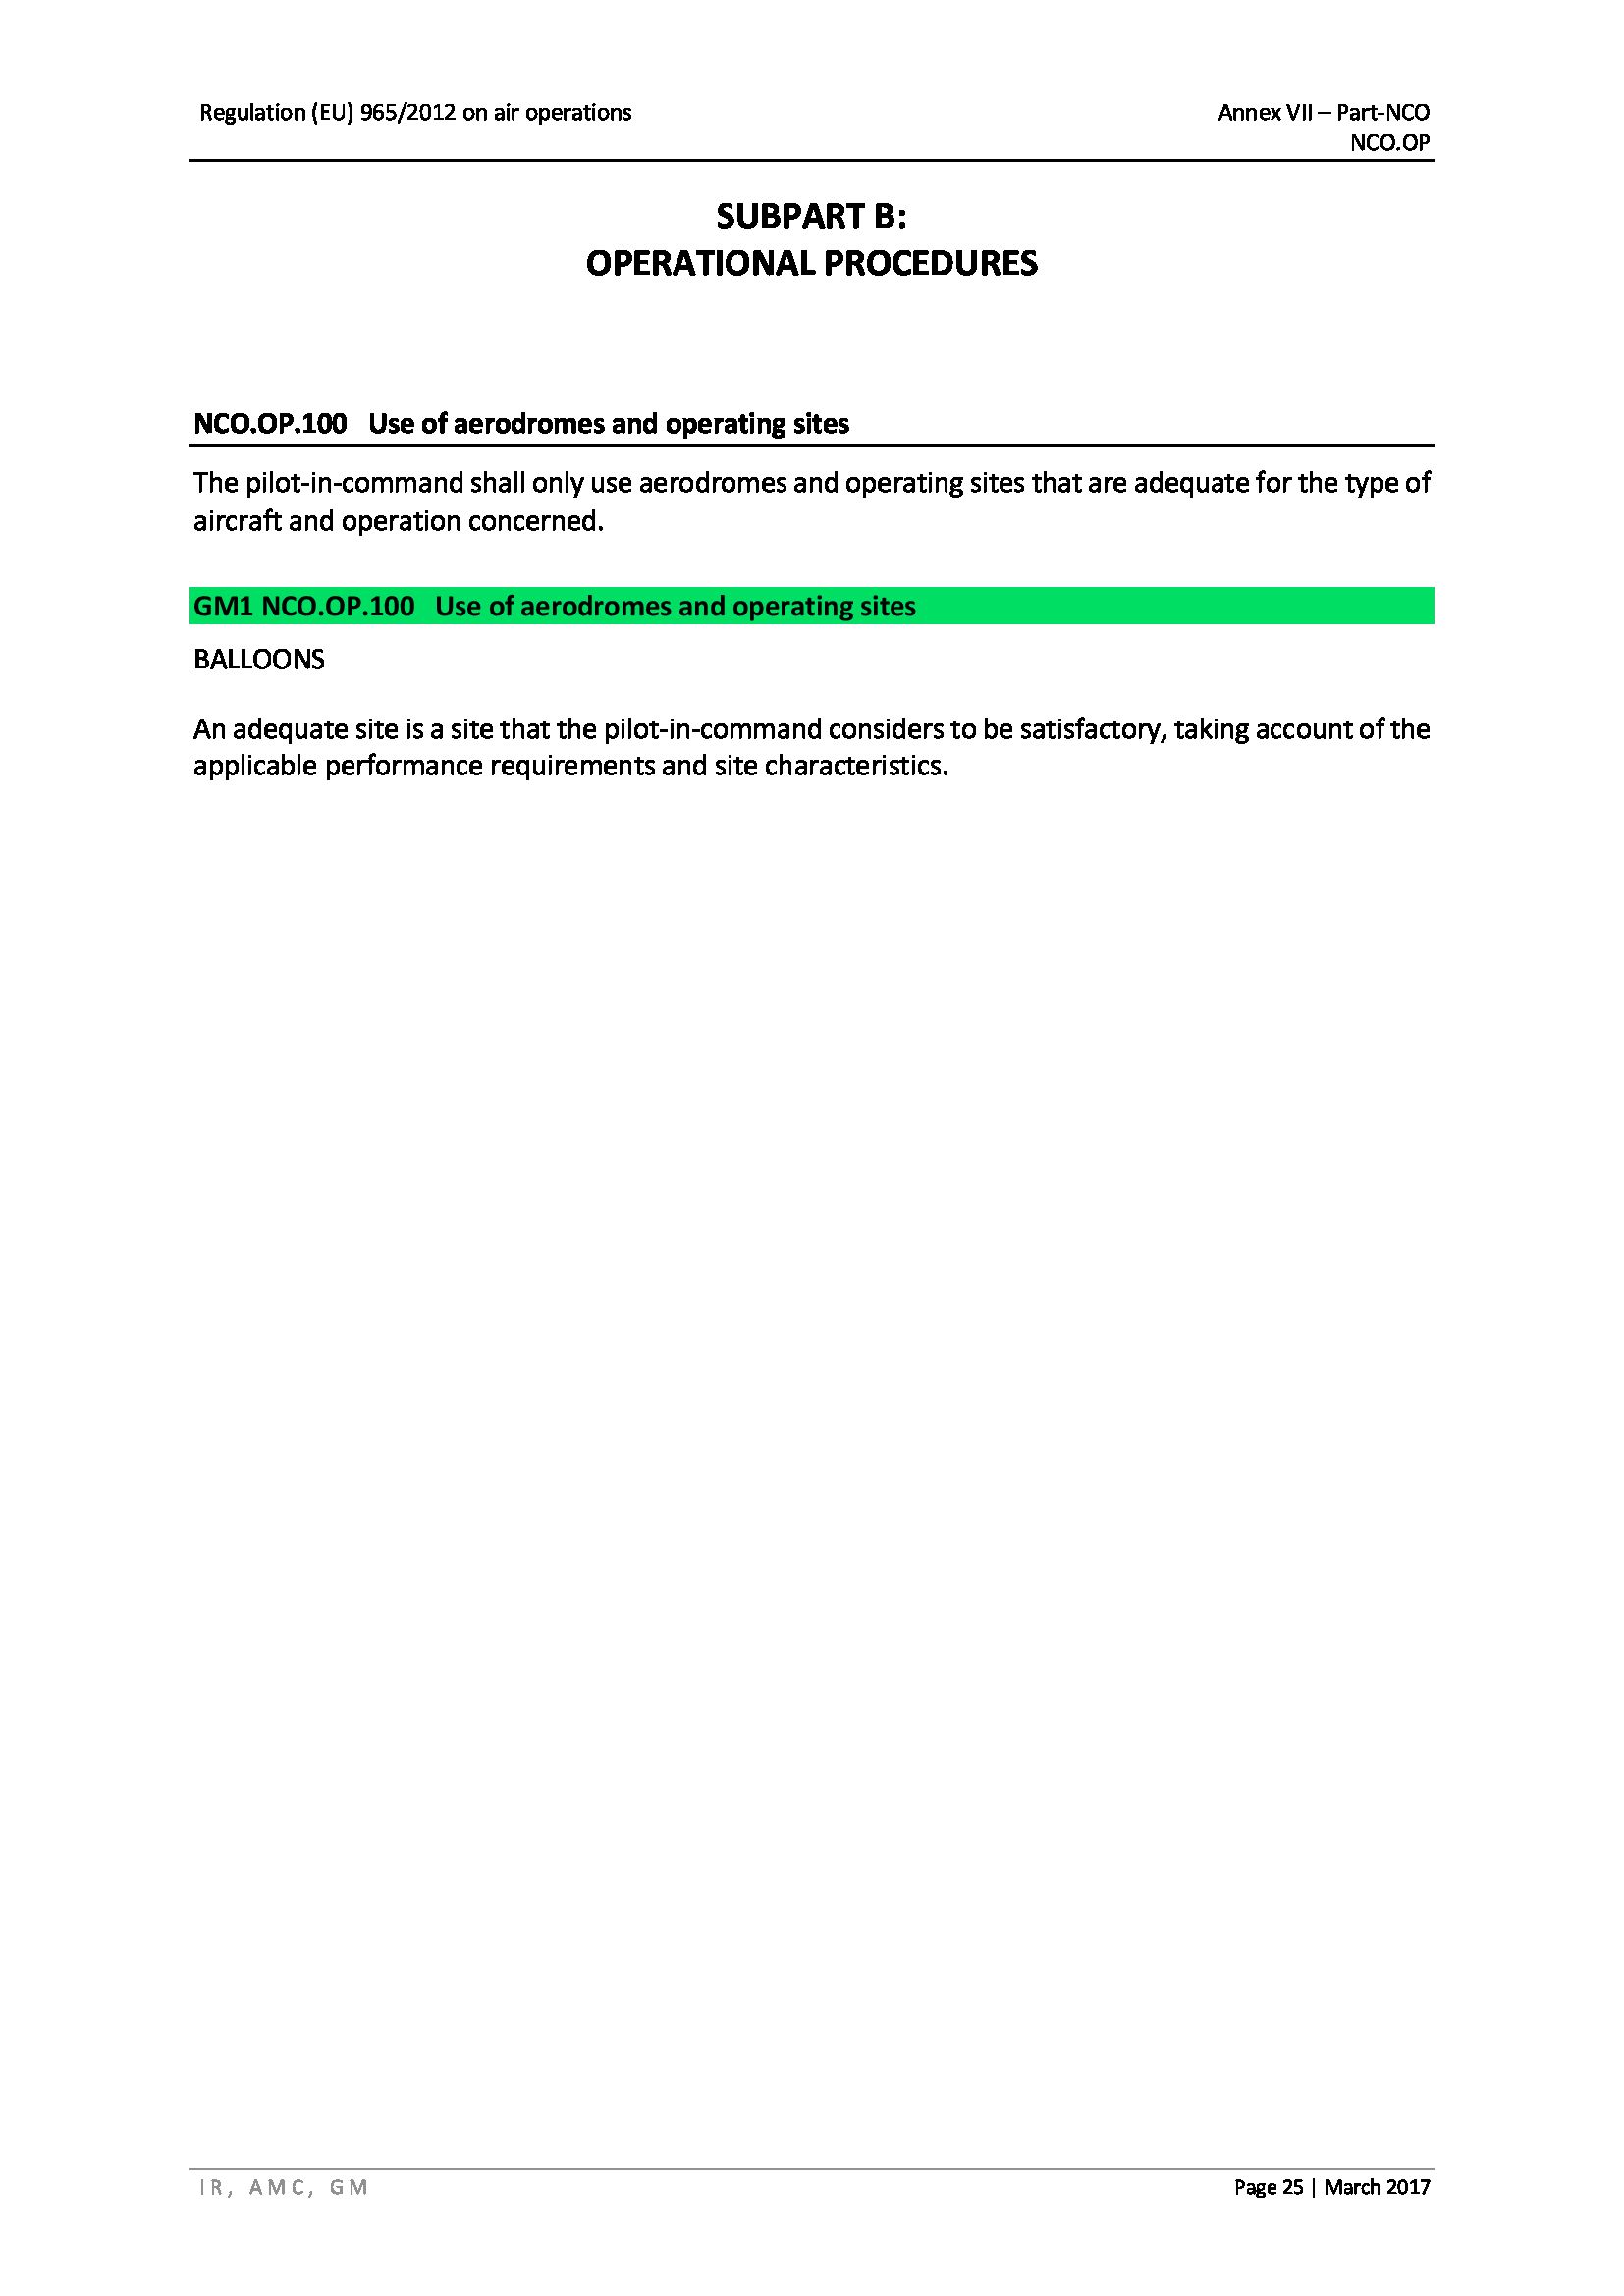 Regulation (EU) 965/2012 on air operations
Annex VII – Part-NCO
NCO.OP
SUBPART B:
OPERATIONAL PROCEDURES
NCO.OP.100 Use of aerodromes and operating sites
The pilot-in-command shall only use aerodromes and operating sites that are adequate for the type of
aircraft and operation concerned.
GM1 NCO.OP.100 Use of aerodromes and operating sites
BALLOONS
An adequate site is a site that the pilot-in-command considers to be satisfactory, taking account of the
applicable performance requirements and site characteristics.
IR, AMC, GM
Page 25 | March 2017